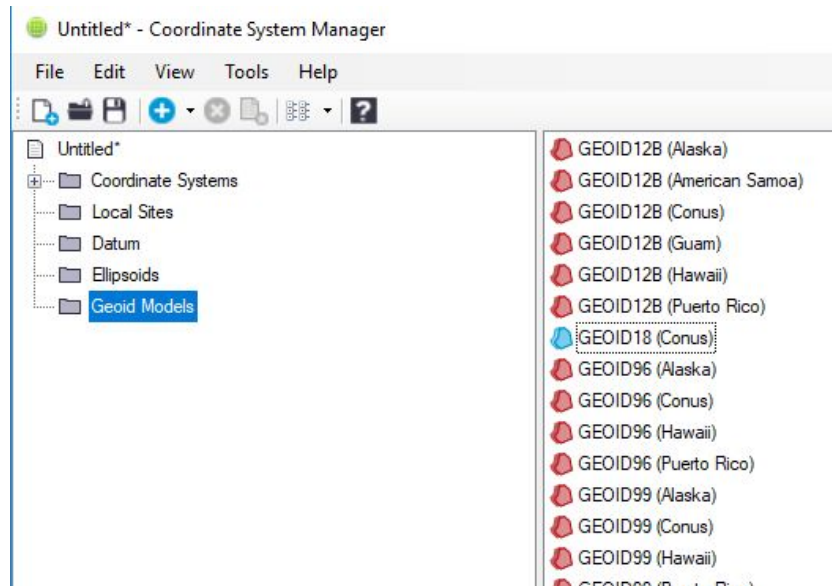 Untitled* - Coordinate System Manager
File Edit View Tools Help
Untitled*
Coordinate Systems
Local Sites
Datum
Ellipsoids
Geoid Models
GEOID12B (Alaska)
GEOID12B (American Samoa)
GEOID12B (Conus)
GEOID12B (Guam)
GEOID12B (Hawaii)
GEOID12B (Puerto Rico)
GEOID18 (Conus)
GEOID96 (Alaska)
GEOID96 (Conus)
GEOID96 (Hawaii)
GEOID96 (Puerto Rico)
GEOID99 (Alaska)
GEOID99 (Conus)
GEOID99 (Hawaii)